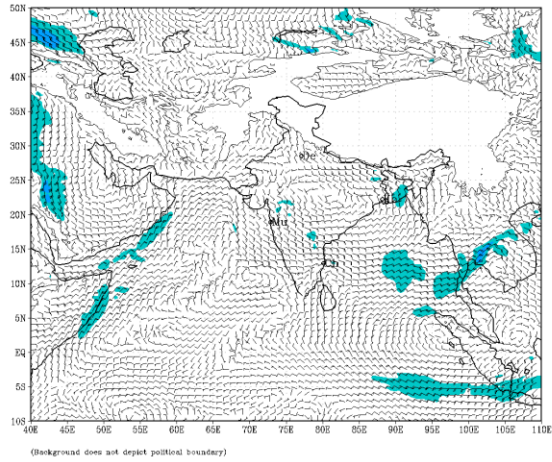 50N
45N
40N
35N
30N
25N
20N
15N
10N
5N
EQ
5S
10S
40E 45E 50E 55E 60E 65E 70E 75E 80E 85E 90E 95E 100E 105E 110E
Mu
(Background does not depict political boundary)